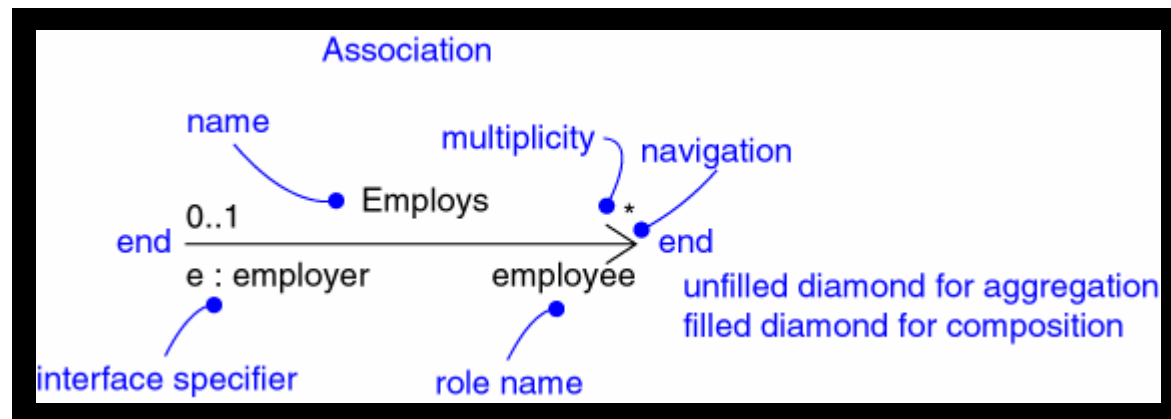 Association
name
multiplicity
navigation
Employs
0..1
*
end
end
e : employer
employee
unfilled diamond for aggregation
filled diamond for composition
interface specifier
role name